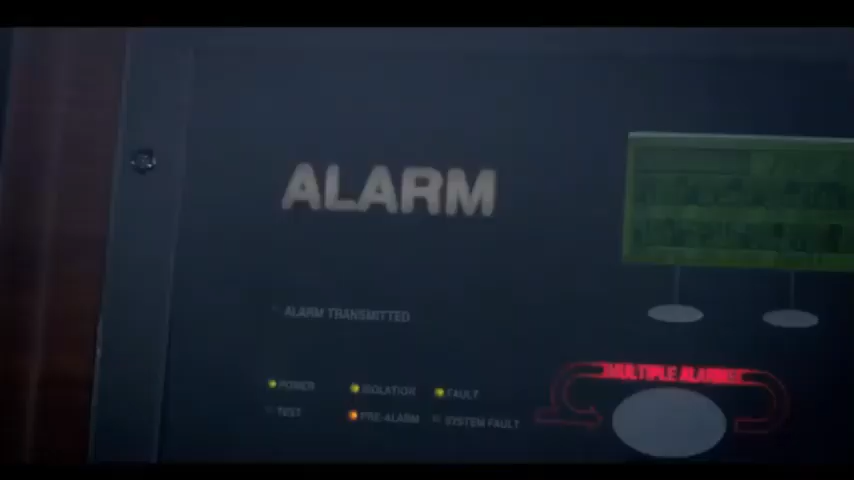 ALARM
ALARM TRANSMITTED
MULTIPLE ALARMS
POWER ISOLATION FAULT
TEST PRE-ALARM SYSTEM FAULT